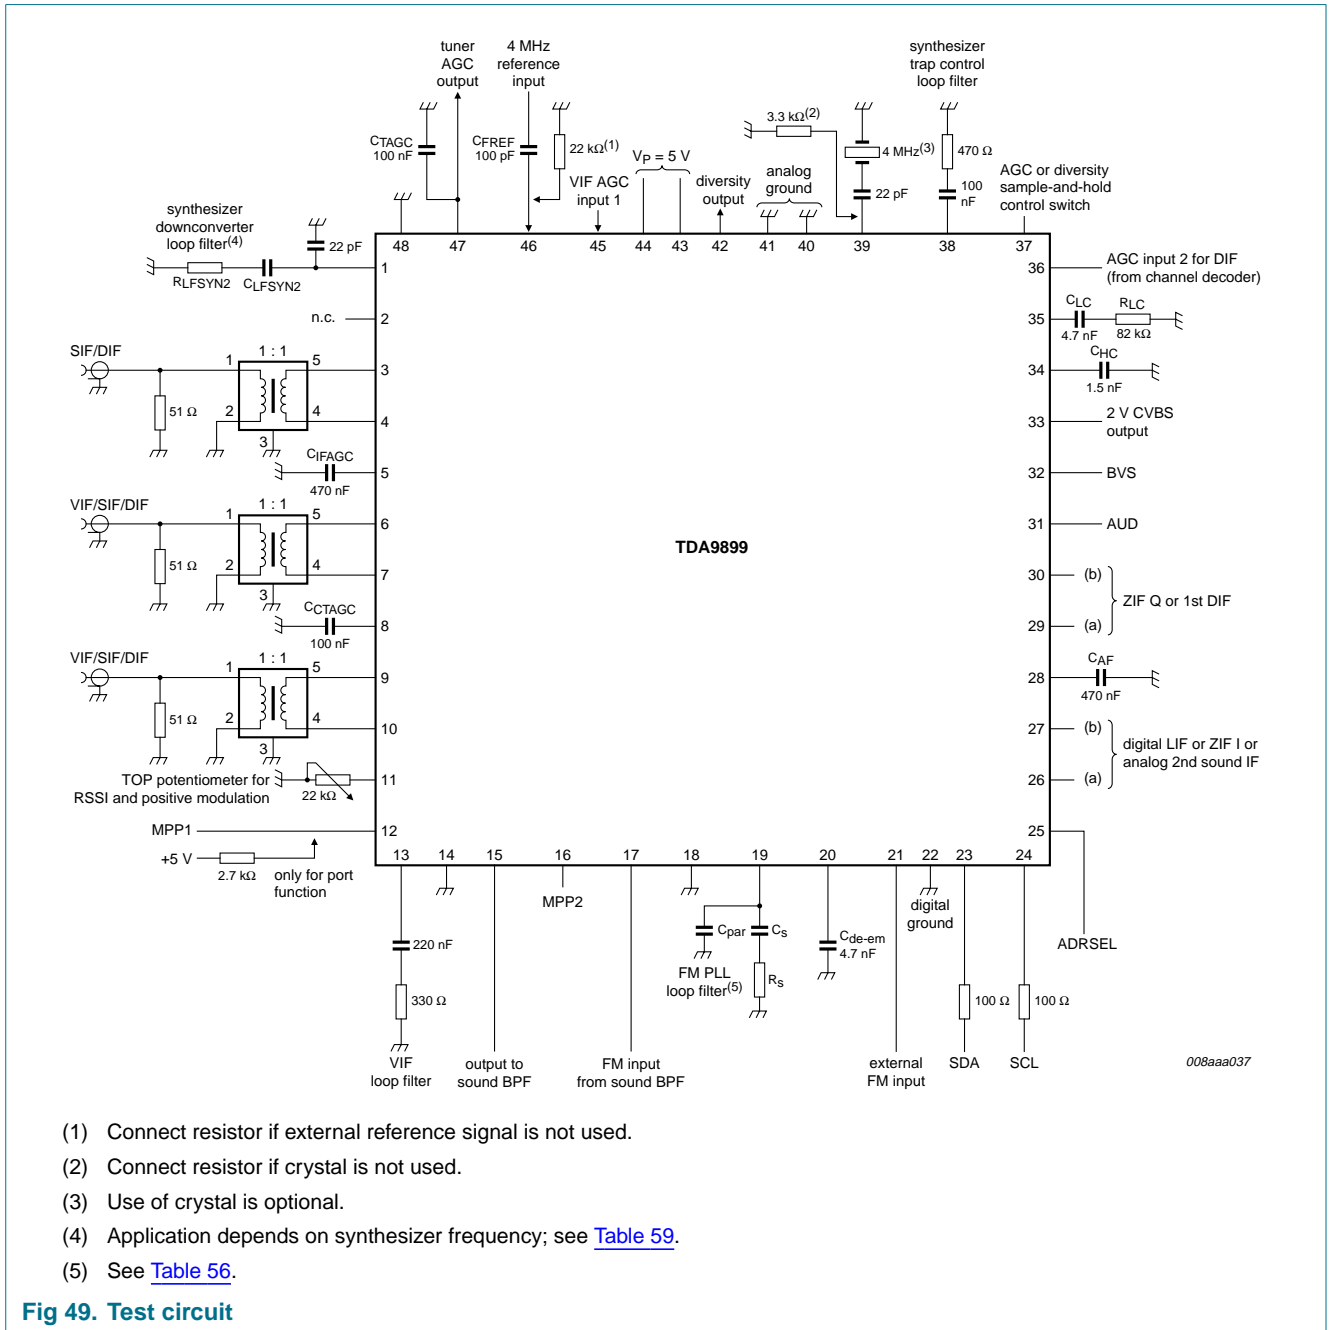 tuner
AGC
output
4 MHz
reference
input
synthesizer
trap control
loop filter
CTAGC
100 nF
CFREF
100 pF
22 kΩ(1)
3.3 kΩ(2)
4 MHz(3)
22 pF
470 Ω
100
nF
VP = 5 V
VIF AGC
input 1
diversity
output
analog
ground
AGC or diversity
sample-and-hold
control switch
synthesizer
downconverter
loop filter(4)
22 pF
RLFSYN2
CLFSYN2
48 47 46 45 44 43 42 41 40 39 38 37
1
n.c. 2
SIF/DIF
1 : 1
1 5 3
51 Ω
2 4 4
3
CIFAGC
470 nF
5
VIF/SIF/DIF
1 : 1
1 5 6
51 Ω
2 4 7
3
CCTAGC
100 nF
8
VIF/SIF/DIF
1 : 1
1 5 9
51 Ω
2 4 10
3
TOP potentiometer for
RSSI and positive modulation
22 kΩ
11
MPP1 12
+5 V
2.7 kΩ
only for port
function
TDA9899
36 AGC input 2 for DIF
(from channel decoder)
35
CLC
4.7 nF
RLC
82 kΩ
34
CHC
1.5 nF
33 2 V CVBS
output
32 BVS
31 AUD
30 (b)
ZIF Q or 1st DIF
29 (a)
28
CAF
470 nF
27 (b)
digital LIF or ZIF I or
analog 2nd sound IF
26 (a)
25
13 14 15 16 17 18 19 20 21 22 23 24
220 nF
330 Ω
VIF
loop filter
output to
sound BPF
MPP2
FM input
from sound BPF
Cpar
Cs
FM PLL
loop filter(5)
Rs
Cde-em
4.7 nF
external
FM input
digital
ground
100 Ω
SDA
100 Ω
SCL
ADRSEL
008aaa037
(1) Connect resistor if external reference signal is not used.
(2) Connect resistor if crystal is not used.
(3) Use of crystal is optional.
(4) Application depends on synthesizer frequency; see Table 59.
(5) See Table 56.
Fig 49. Test circuit